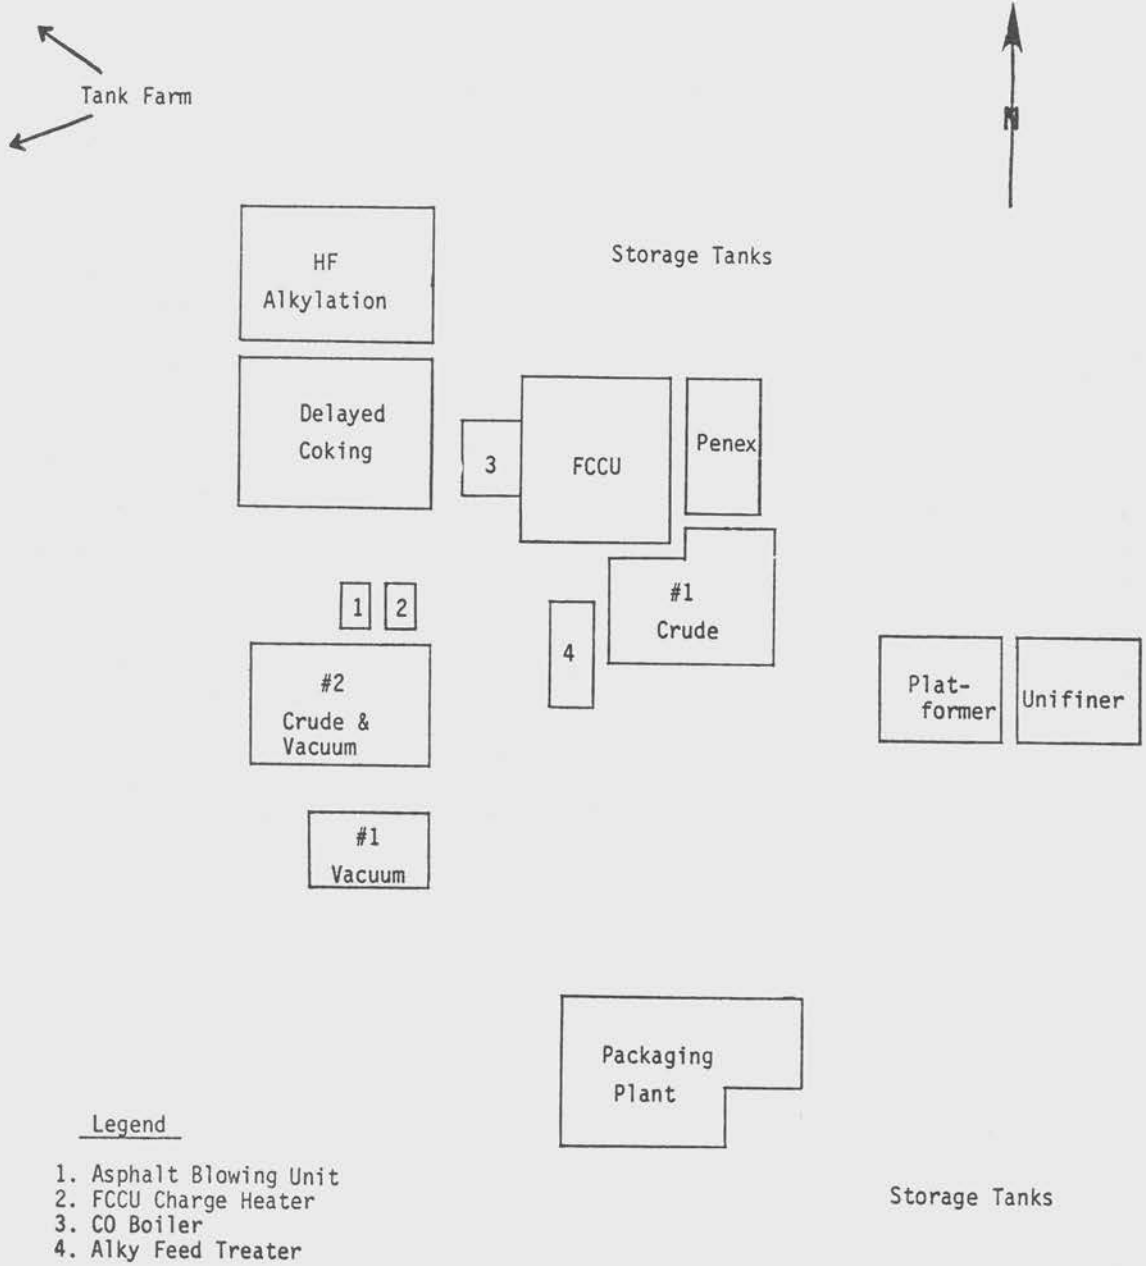 Tank Farm
N
Storage Tanks
HF
Alkylation
Delayed
Coking
3
FCCU
Penex
1
2
#1
Crude
4
#2
Crude &
Vacuum
Plat-
former
Unifiner
#1
Vacuum
Packaging
Plant
Legend
1. Asphalt Blowing Unit
2. FCCU Charge Heater
3. CO Boiler
4. Alky Feed Treater
Storage Tanks